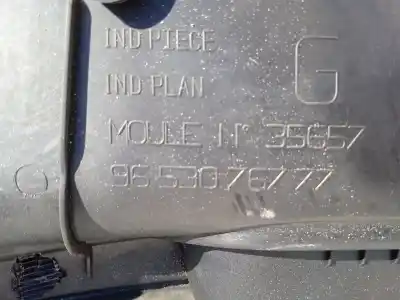 IND PIECE
G
IND PLAN
MOULE N° 35657
96 530 767 77